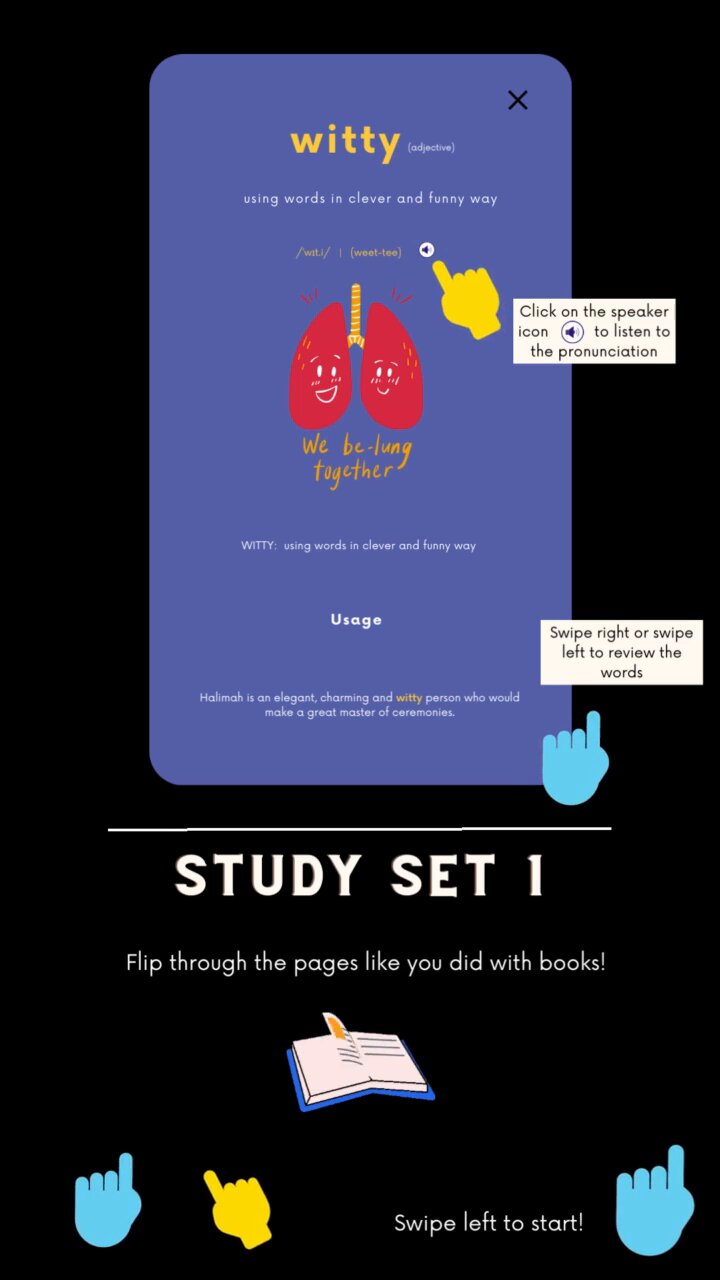 witty (adjective)
using words in clever and funny way
/wɪt.i/ | (weet-tee)
Click on the speaker
icon to listen to
the pronunciation
We be-lung
together
WITTY: using words in clever and funny way
Usage
Swipe right or swipe
left to review the
words
Halimah is an elegant, charming and witty person who would
make a great master of ceremonies.
STUDY SET 1
Flip through the pages like you did with books!
Swipe left to start!